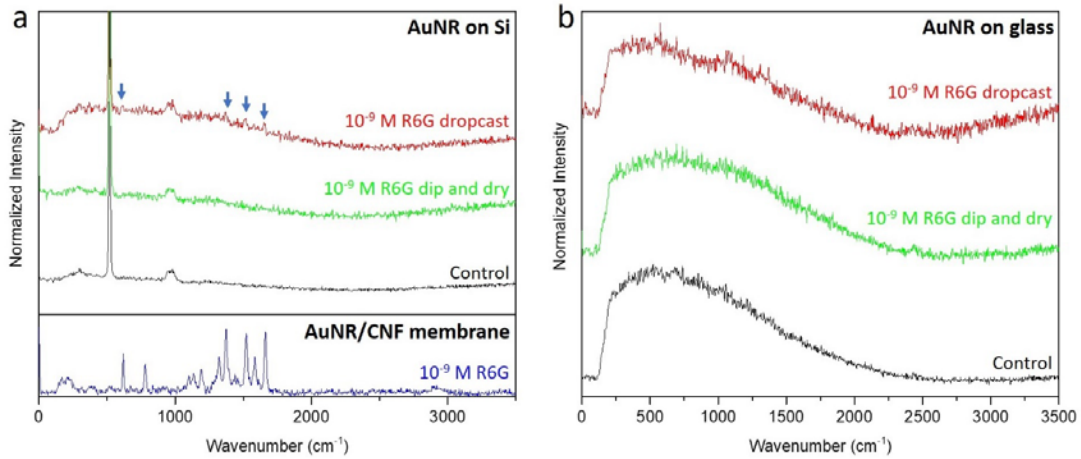 a
AuNR on Si
10⁻⁹ M R6G dropcast
10⁻⁹ M R6G dip and dry
Control
AuNR/CNF membrane
10⁻⁹ M R6G
Normalized Intensity
0 1000 2000 3000
Wavenumber (cm⁻¹)
b
AuNR on glass
10⁻⁹ M R6G dropcast
10⁻⁹ M R6G dip and dry
Control
Normalized Intensity
0 500 1000 1500 2000 2500 3000 3500
Wavenumber (cm⁻¹)